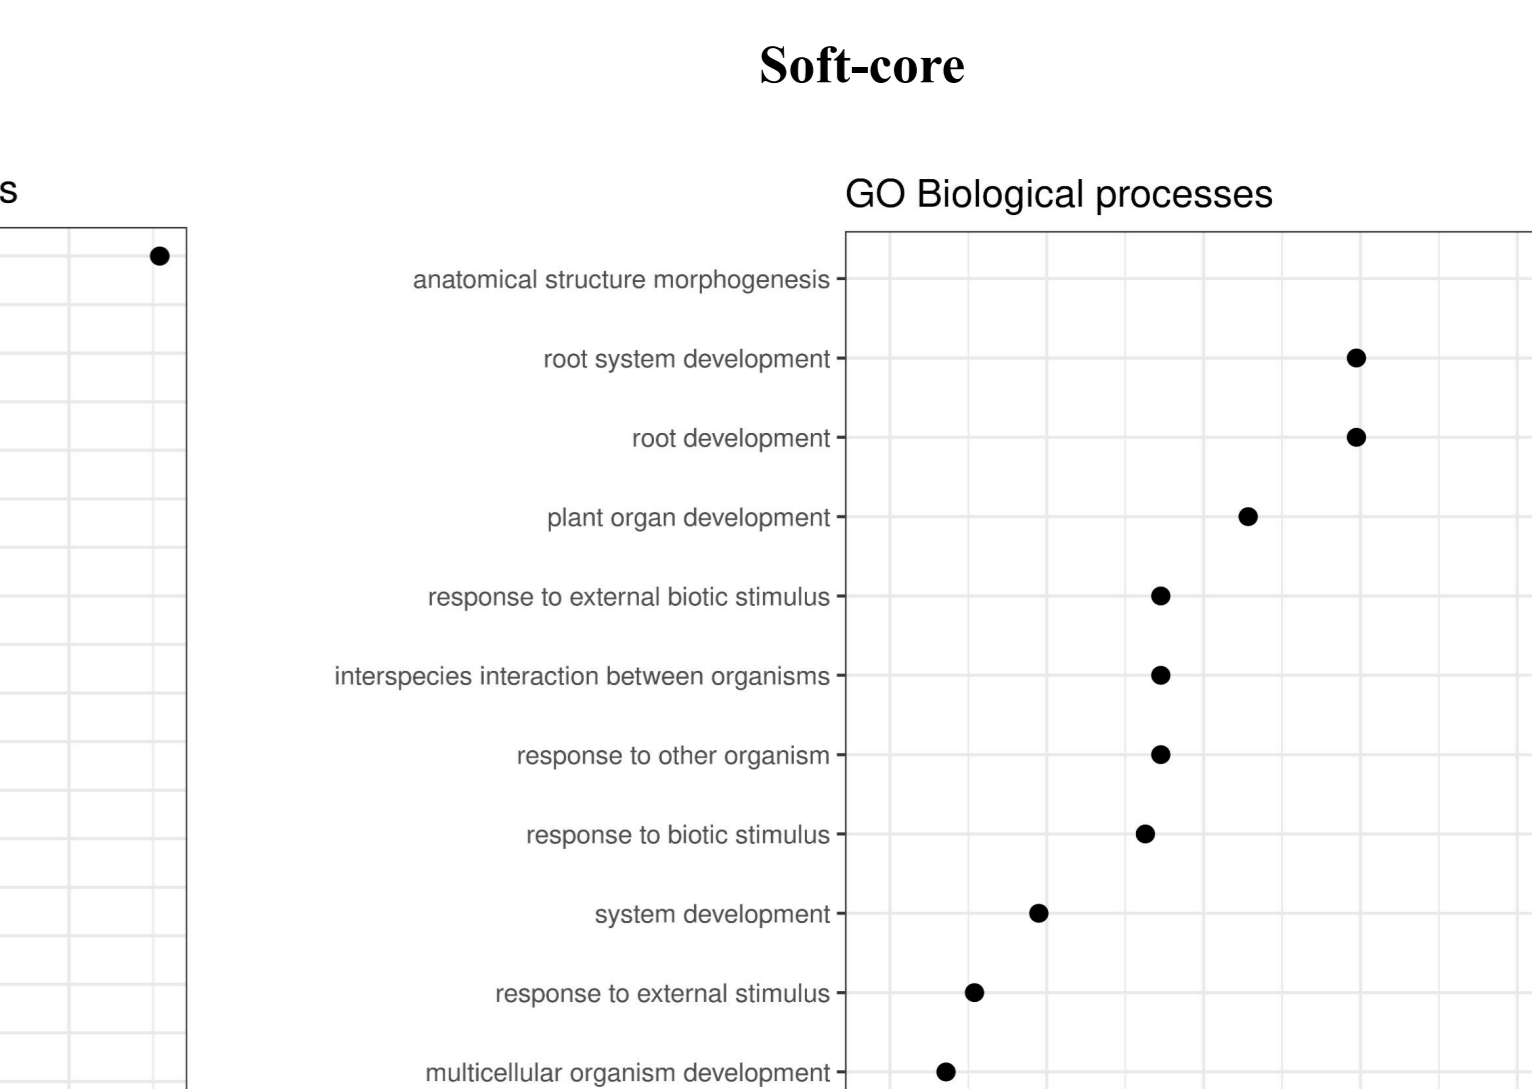 Soft-core
s
GO Biological processes
anatomical structure morphogenesis
root system development
root development
plant organ development
response to external biotic stimulus
interspecies interaction between organisms
response to other organism
response to biotic stimulus
system development
response to external stimulus
multicellular organism development